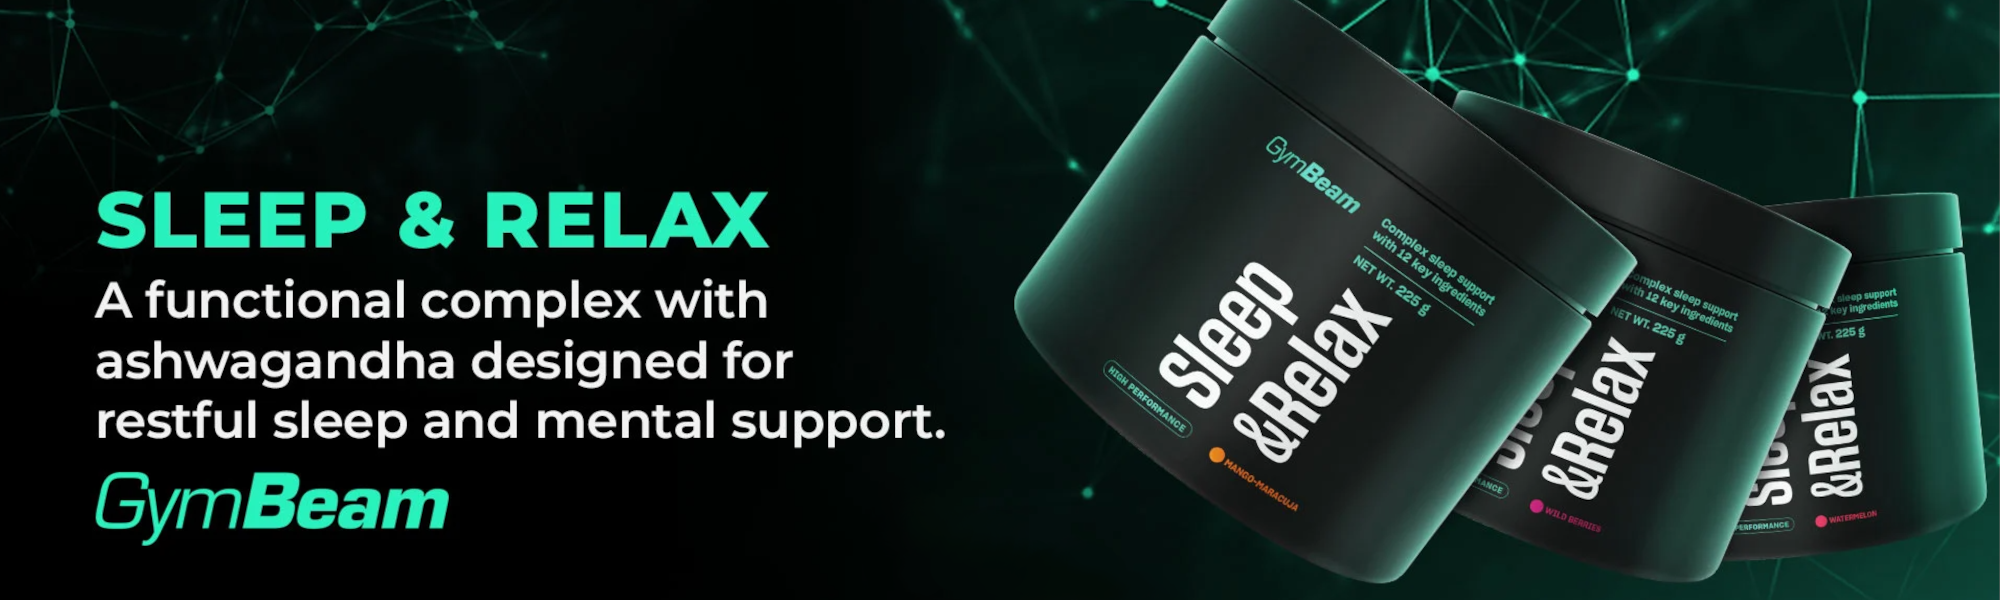 SLEEP & RELAX
A functional complex with
ashwagandha designed for
restful sleep and mental support.
GymBeam
GymBeam
Complex sleep support
with 12 key ingredients
NET WT. 225 g
Sleep
&Relax
HIGH PERFORMANCE
MANGO-MARACUJA
omplex sleep support
with 12 key ingredients
NET WT. 225 g
&Relax
WILD BERRIES
sleep support
key ingredients
225 g
&Relax
PERFORMANCE
WATERMELON